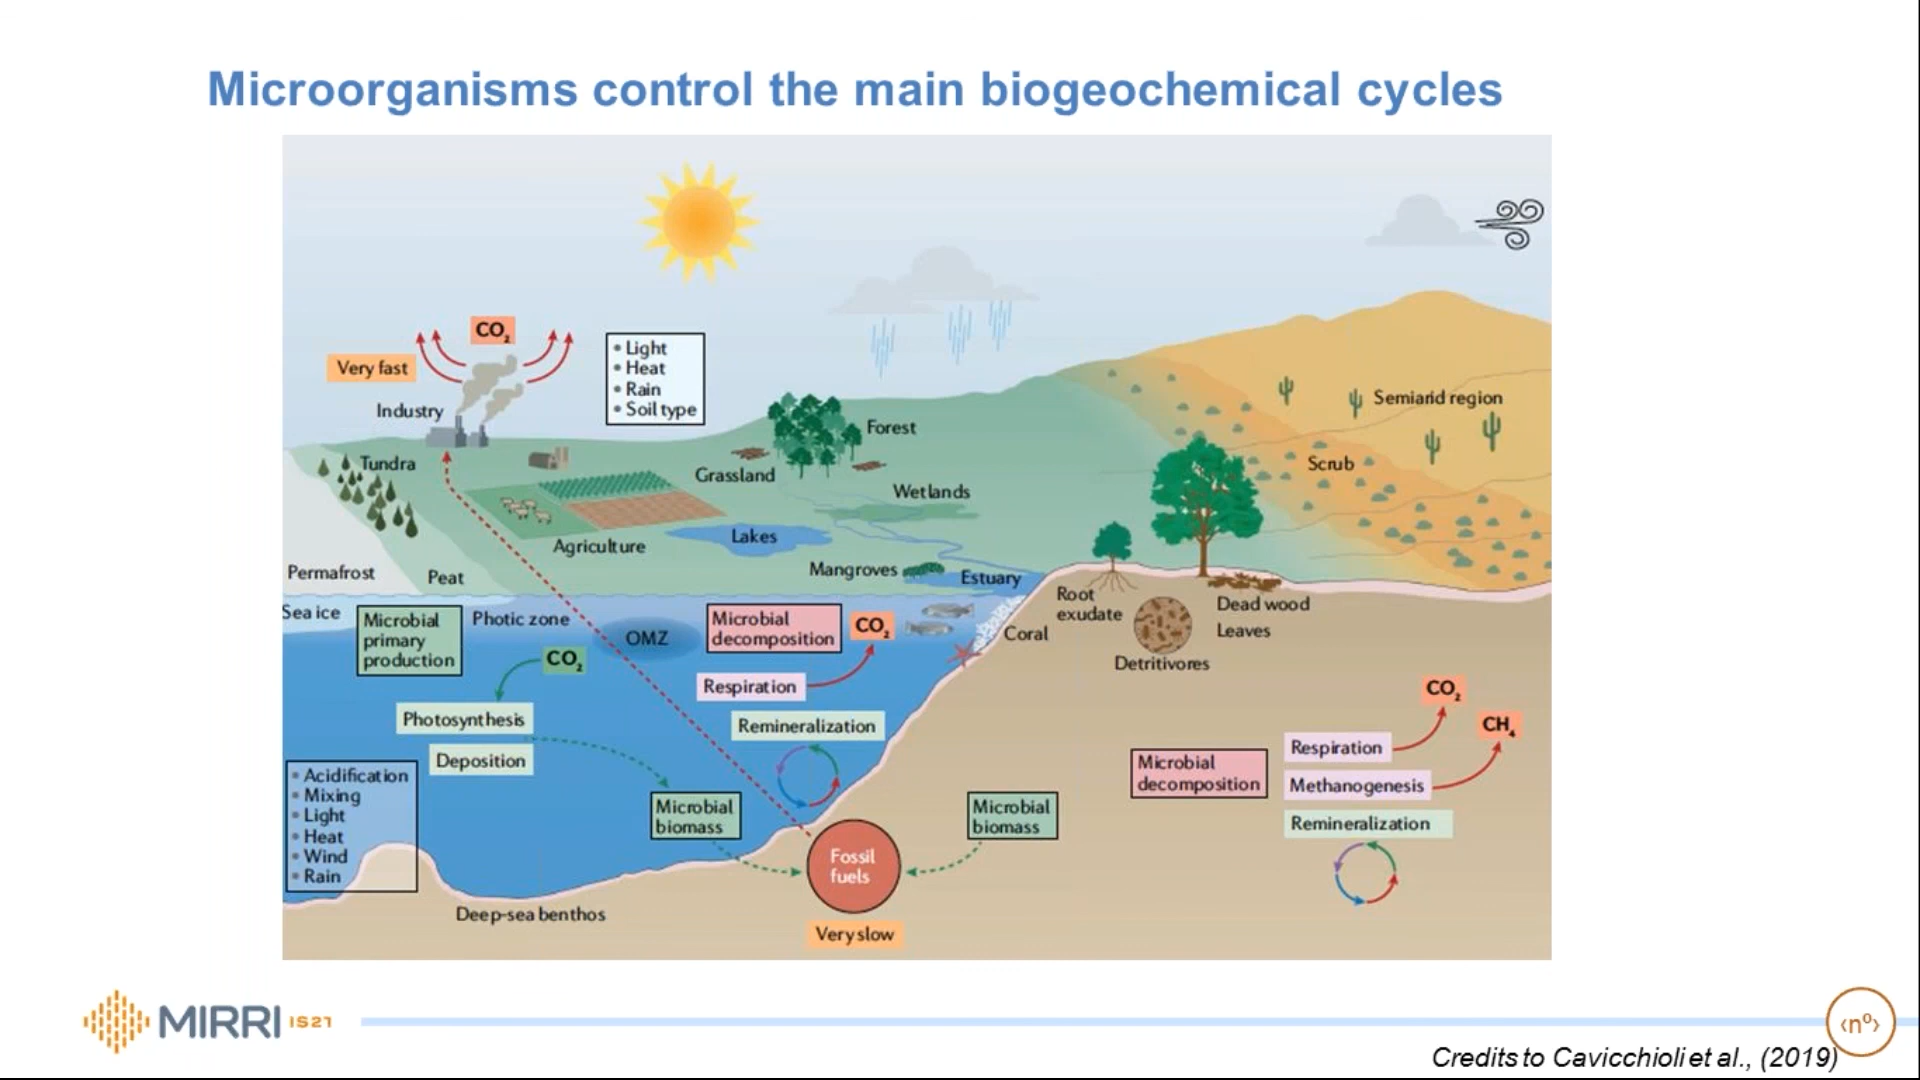 Microorganisms control the main biogeochemical cycles
CO2
Very fast
Industry
• Light
• Heat
• Rain
• Soil type
Forest
Semiarid region
Scrub
Tundra
Grassland
Wetlands
Lakes
Agriculture
Mangroves
Estuary
Permafrost
Peat
Sea ice
Microbial
primary
production
Photic zone
OMZ
Microbial
decomposition
CO2
Coral
Root
exudate
Dead wood
Leaves
Detritivores
CO2
Respiration
Photosynthesis
Remineralization
Deposition
• Acidification
• Mixing
• Light
• Heat
• Wind
• Rain
Microbial
biomass
Microbial
biomass
Fossil
fuels
Very slow
Deep-sea benthos
Microbial
decomposition
Respiration
Methanogenesis
Remineralization
CO2
CH4
MIRRI IS21
‹nº›
Credits to Cavicchioli et al., (2019)